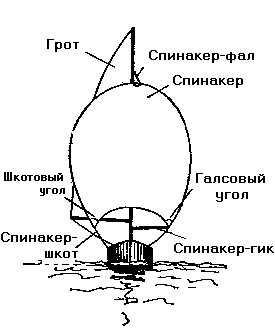 Грот
Спинакер-фал
Спинакер
Шкотовый
угол
Галсовый
угол
Спинакер-
шкот
Спинакер-гик